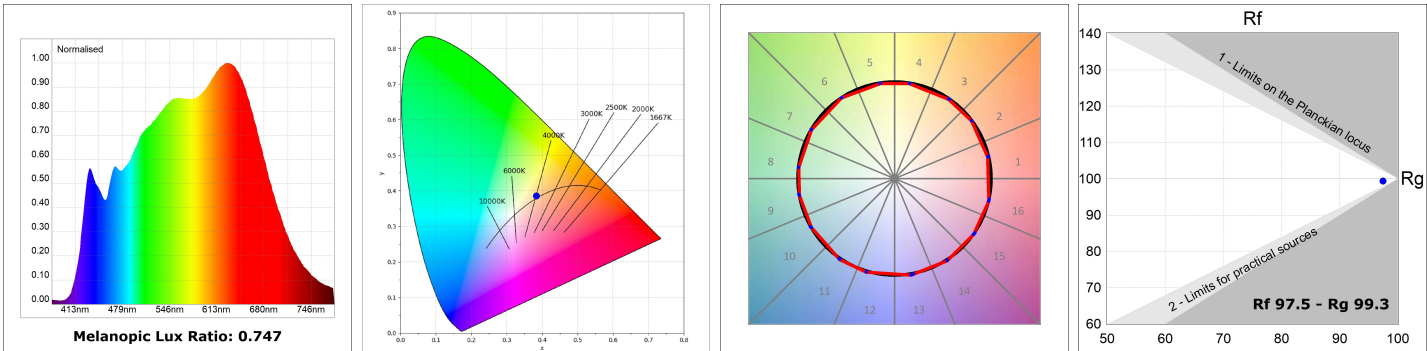 Normalised
1.00
0.90
0.80
0.70
0.60
0.50
0.40
0.30
0.20
0.10
0.00
413nm 479nm 546nm 613nm 680nm 746nm
Melanopic Lux Ratio: 0.747
0.9
0.8
0.7
0.6
0.5
0.4
0.3
0.2
0.1
0.0
y
0.0 0.1 0.2 0.3 0.4 0.5 0.6 0.7 0.8
x
1667K
2000K
2500K
3000K
4000K
6000K
10000K
1
2
3
4
5
6
7
8
9
10
11
12
13
14
15
16
Rf
140
130
120
110
100
90
80
70
60
50 60 70 80 90 100
Rg
1 - Limits on the Planckian locus
2 - Limits for practical sources
Rf 97.5 - Rg 99.3